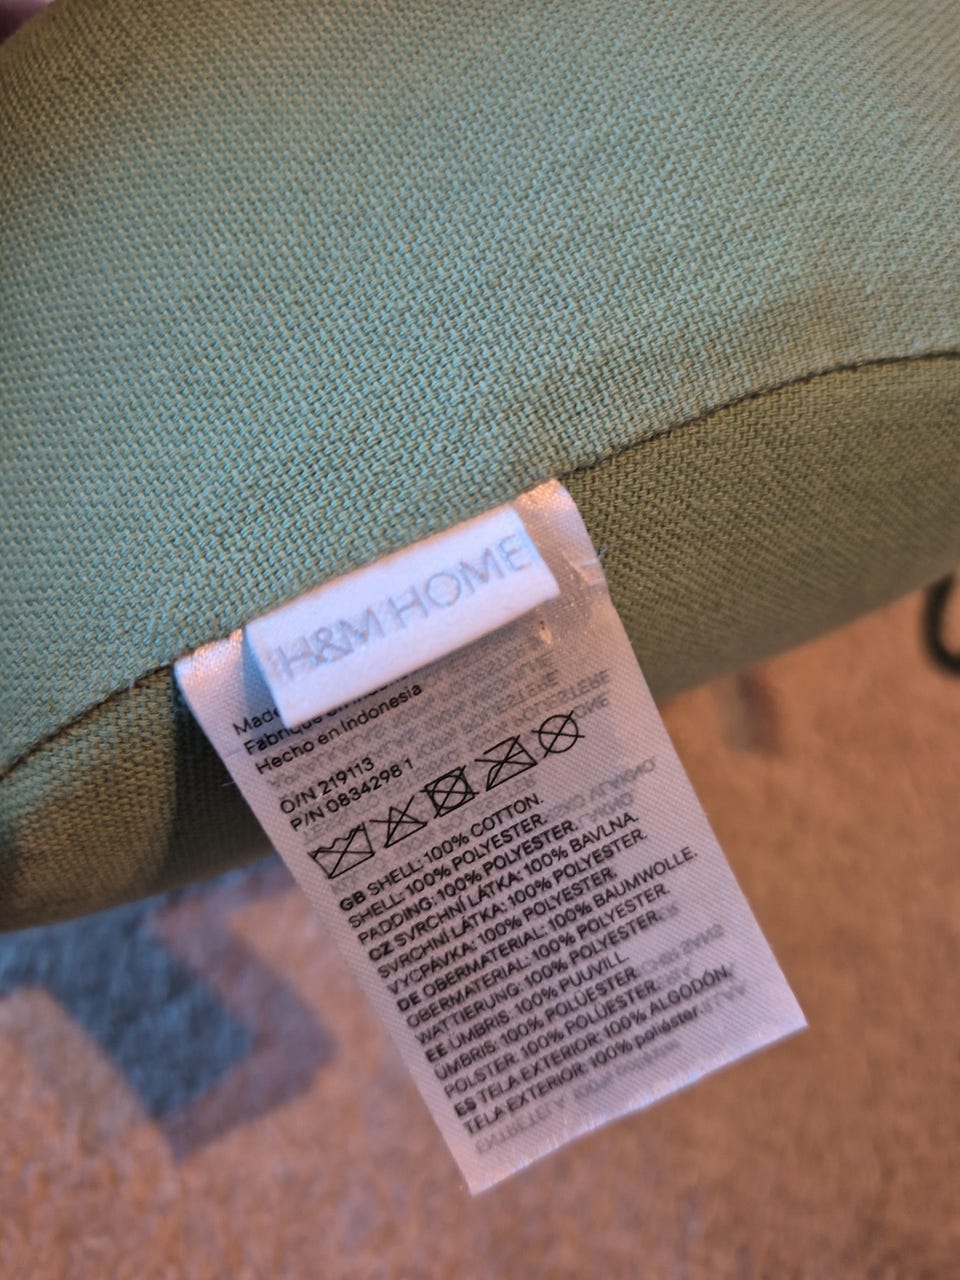 H&M HOME
Made
Fabriqué en
Hecho en Indonesia
O/N 219113
P/N 0834298 1
GB SHELL: 100% COTTON.
SHELL: 100% POLYESTER.
PADDING: 100% POLYESTER.
CZ SVRCHNÍ LÁTKA: 100% BAVLNA.
SVRCHNÍ LÁTKA: 100% POLYESTER.
VÝCPÁVKA: 100% POLYESTER.
DE OBERMATERIAL: 100% BAUMWOLLE.
OBERMATERIAL: 100% POLYESTER.
WATTIERUNG: 100% POLYESTER.
EE ÜMBRIS: 100% PUUVILL.
ÜMBRIS: 100% POLÜESTER.
POLSTER: 100% POLÜESTER.
ES TELA EXTERIOR: 100% ALGODÓN.
TELA EXTERIOR: 100% poliéster.